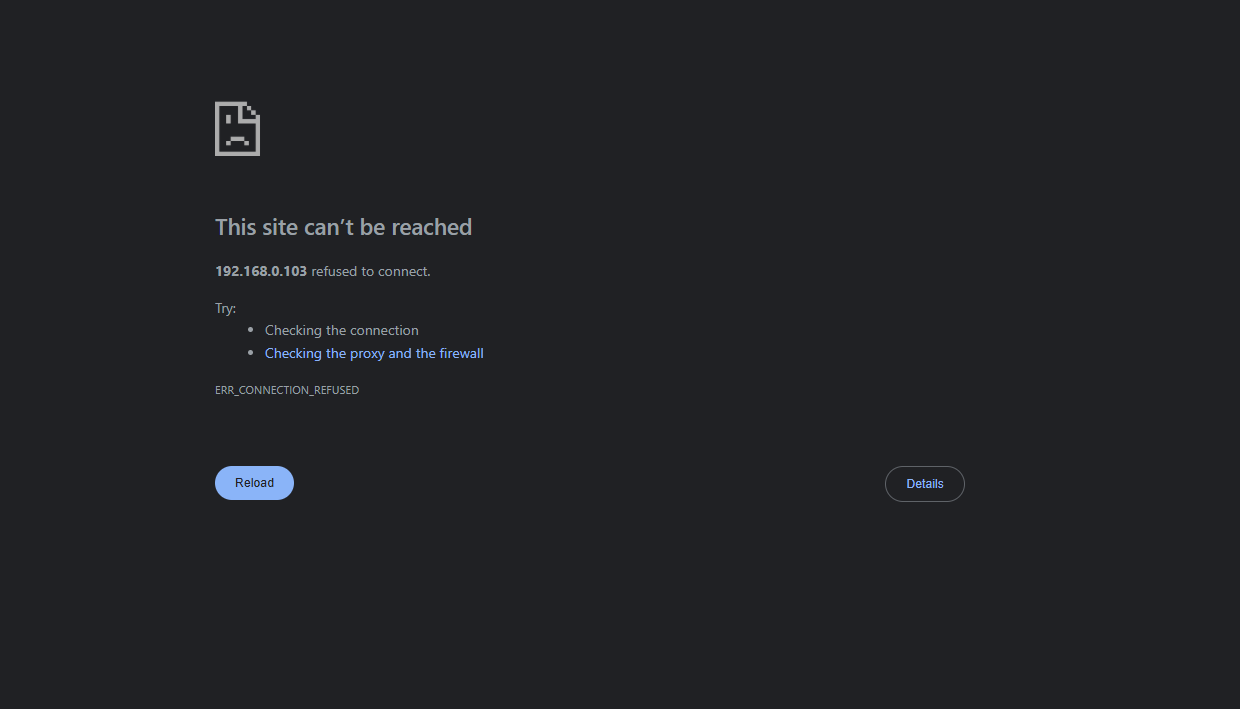 This site can’t be reached
192.168.0.103 refused to connect.
Try:
Checking the connection
Checking the proxy and the firewall
ERR_CONNECTION_REFUSED
Reload
Details